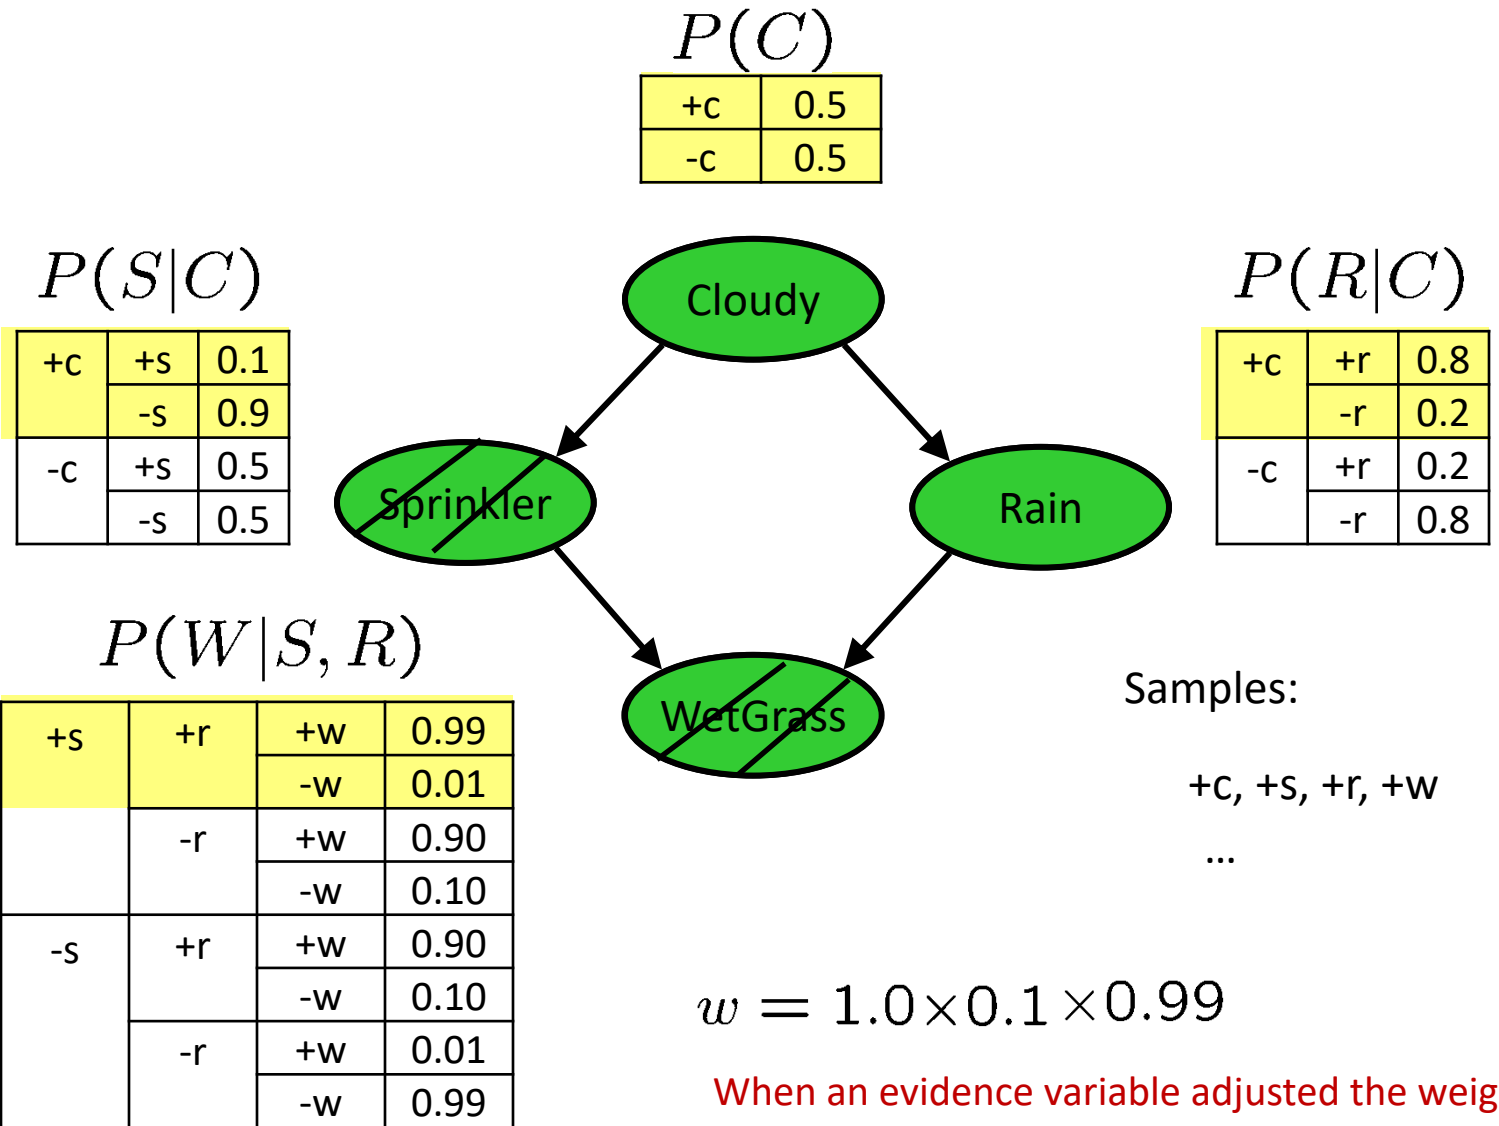 P(C)
+c 0.5
-c 0.5
P(S|C)
+c +s 0.1
-s 0.9
-c +s 0.5
-s 0.5
Cloudy
P(R|C)
+c +r 0.8
-r 0.2
-c +r 0.2
-r 0.8
Sprinkler
Rain
P(W|S, R)
+s +r +w 0.99
-w 0.01
-r +w 0.90
-w 0.10
-s +r +w 0.90
-w 0.10
-r +w 0.01
-w 0.99
WetGrass
Samples:
+c, +s, +r, +w
...
w = 1.0×0.1×0.99
When an evidence variable adjusted the weig